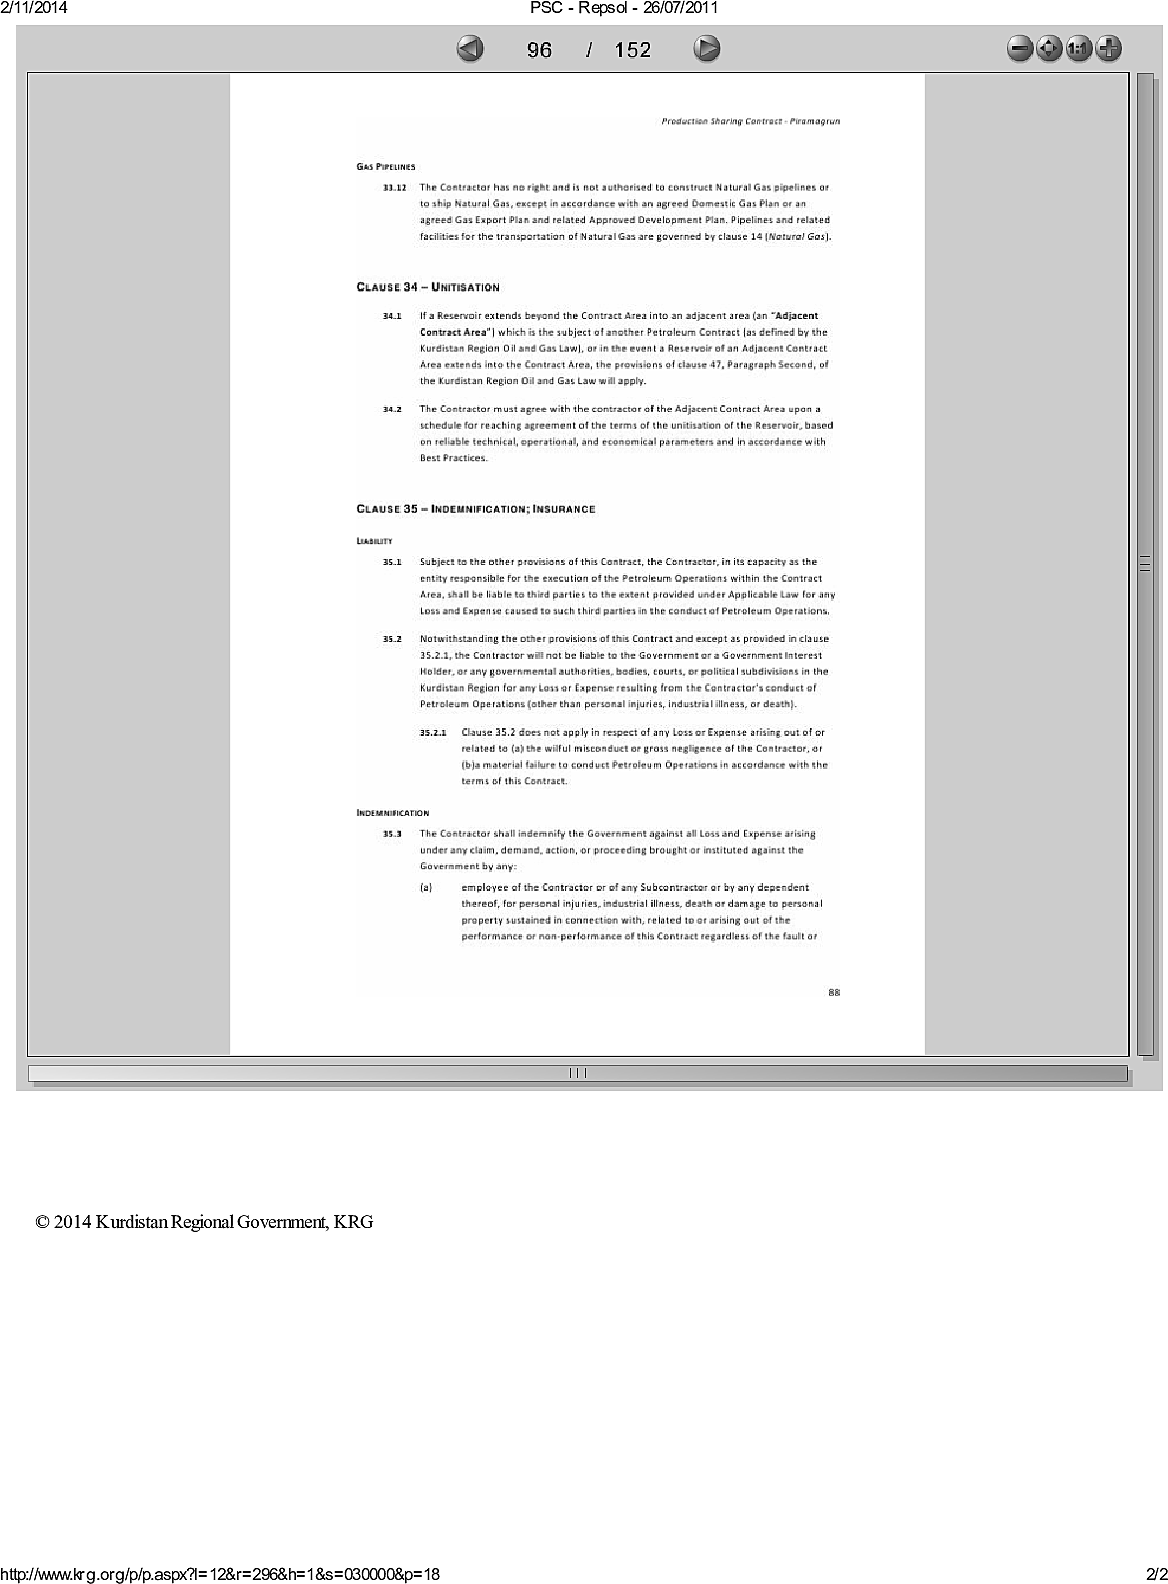 2/11/2014
PSC - Repsol - 26/07/2011
96 / 152
1:1
Production Sharing Contract - Piramagrun
GAS PIPELINES
33.12 The Contractor has no right and is not authorised to construct Natural Gas pipelines or
to ship Natural Gas, except in accordance with an agreed Domestic Gas Plan or an
agreed Gas Export Plan and related Approved Development Plan. Pipelines and related
facilities for the transportation of Natural Gas are governed by clause 14 (Natural Gas).
CLAUSE 34 – UNITISATION
34.1 If a Reservoir extends beyond the Contract Area into an adjacent area (an "Adjacent
Contract Area") which is the subject of another Petroleum Contract (as defined by the
Kurdistan Region Oil and Gas Law), or in the event a Reservoir of an Adjacent Contract
Area extends into the Contract Area, the provisions of clause 47, Paragraph Second, of
the Kurdistan Region Oil and Gas Law will apply.
34.2 The Contractor must agree with the contractor of the Adjacent Contract Area upon a
schedule for reaching agreement of the terms of the unitisation of the Reservoir, based
on reliable technical, operational, and economical parameters and in accordance with
Best Practices.
CLAUSE 35 – INDEMNIFICATION; INSURANCE
LIABILITY
35.1 Subject to the other provisions of this Contract, the Contractor, in its capacity as the
entity responsible for the execution of the Petroleum Operations within the Contract
Area, shall be liable to third parties to the extent provided under Applicable Law for any
Loss and Expense caused to such third parties in the conduct of Petroleum Operations.
35.2 Notwithstanding the other provisions of this Contract and except as provided in clause
35.2.1, the Contractor will not be liable to the Government or a Government Interest
Holder, or any governmental authorities, bodies, courts, or political subdivisions in the
Kurdistan Region for any Loss or Expense resulting from the Contractor's conduct of
Petroleum Operations (other than personal injuries, industrial illness, or death).
35.2.1 Clause 35.2 does not apply in respect of any Loss or Expense arising out of or
related to (a) the wilful misconduct or gross negligence of the Contractor, or
(b)a material failure to conduct Petroleum Operations in accordance with the
terms of this Contract.
INDEMNIFICATION
35.3 The Contractor shall indemnify the Government against all Loss and Expense arising
under any claim, demand, action, or proceeding brought or instituted against the
Government by any:
(a) employee of the Contractor or of any Subcontractor or by any dependent
thereof, for personal injuries, industrial illness, death or damage to personal
property sustained in connection with, related to or arising out of the
performance or non-performance of this Contract regardless of the fault or
88
© 2014 Kurdistan Regional Government, KRG
http://www.krg.org/p/p.aspx?l=12&r=296&h=1&s=030000&p=18
2/2